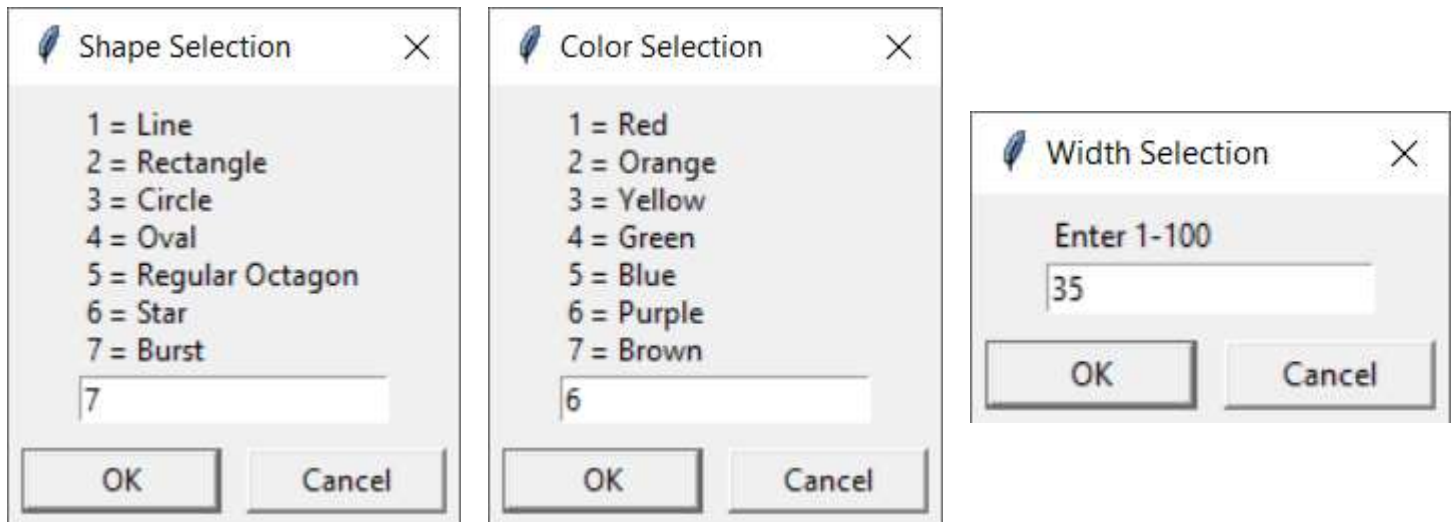 Shape Selection
1 = Line
2 = Rectangle
3 = Circle
4 = Oval
5 = Regular Octagon
6 = Star
7 = Burst
7
OK
Cancel
Color Selection
1 = Red
2 = Orange
3 = Yellow
4 = Green
5 = Blue
6 = Purple
7 = Brown
6
OK
Cancel
Width Selection
Enter 1-100
35
OK
Cancel